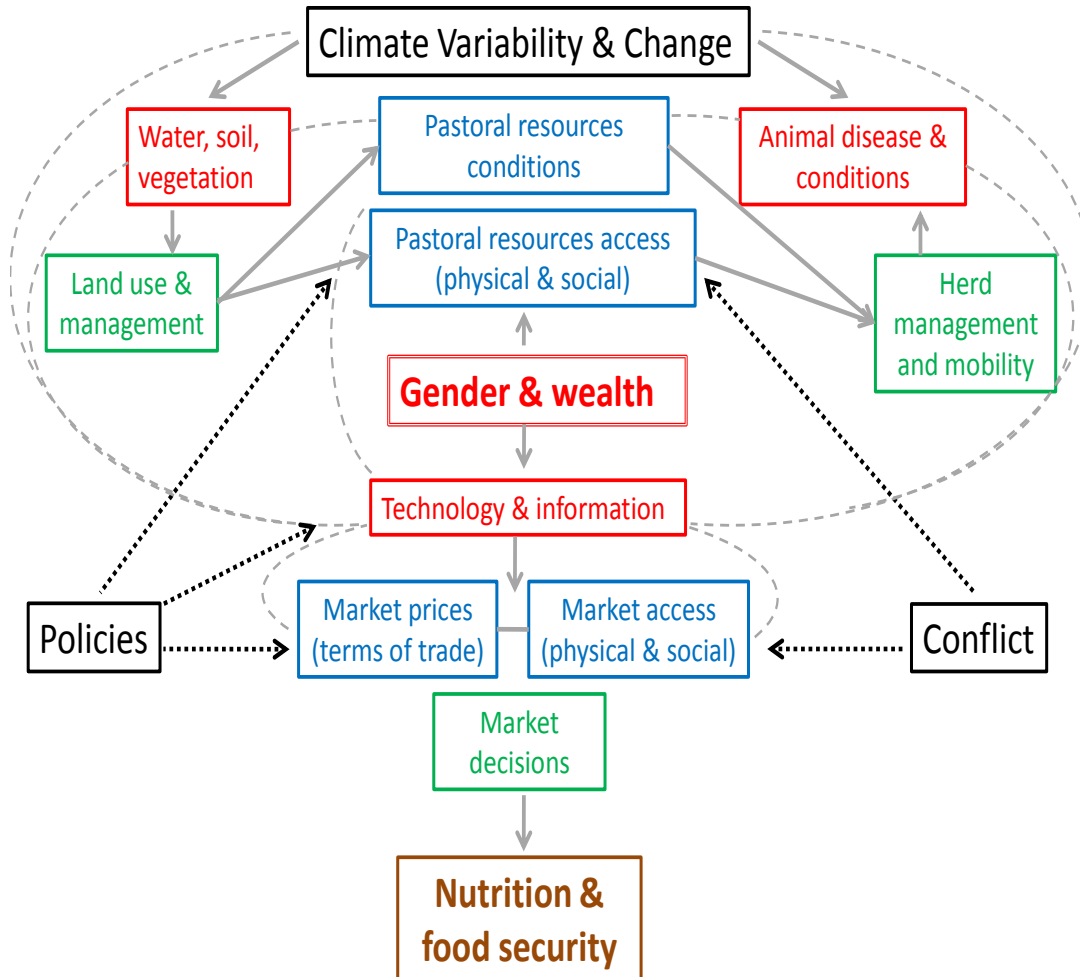 Climate Variability & Change
Water, soil,
vegetation
Pastoral resources
conditions
Animal disease &
conditions
Land use &
management
Pastoral resources access
(physical & social)
Herd
management
and mobility
Gender & wealth
Technology & information
Policies
Market prices
(terms of trade)
Market access
(physical & social)
Conflict
Market
decisions
Nutrition &
food security